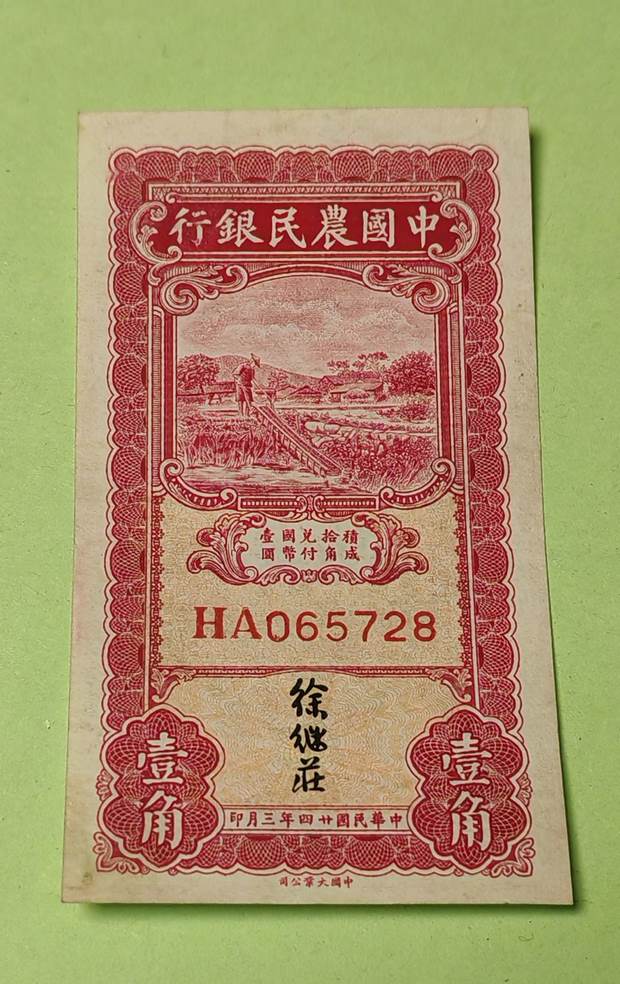 中國農民銀行
積成
拾角
兌付
國幣
壹圓
HA065728
徐继莊
壹角
壹角
中華民國廿四年三月印
中國大業公司